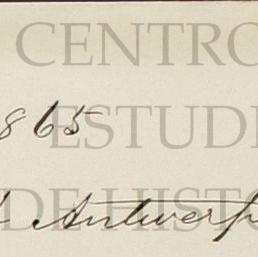 CENTRO
865
ESTUDI
Antwerp
DE HISTO